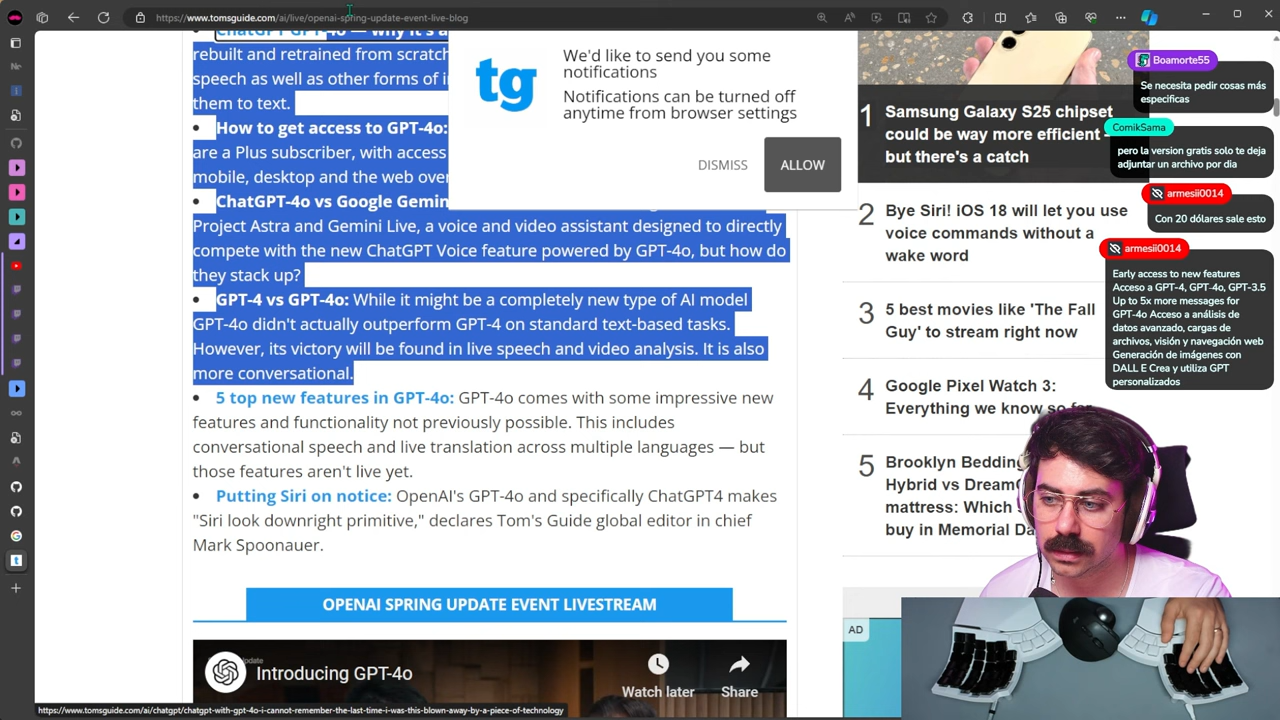 https://www.tomsguide.com/ai/live/openai-spring-update-event-live-blog
ChatGPT GPT-4o — why it's a
rebuilt and retrained from scratch
speech as well as other forms of i
them to text.
How to get access to GPT-4o:
are a Plus subscriber, with access
mobile, desktop and the web over
ChatGPT-4o vs Google Gemin
Project Astra and Gemini Live, a voice and video assistant designed to directly
compete with the new ChatGPT Voice feature powered by GPT-4o, but how do
they stack up?
GPT-4 vs GPT-4o: While it might be a completely new type of AI model
GPT-4o didn't actually outperform GPT-4 on standard text-based tasks.
However, its victory will be found in live speech and video analysis. It is also
more conversational.
5 top new features in GPT-4o: GPT-4o comes with some impressive new
features and functionality not previously possible. This includes
conversational speech and live translation across multiple languages — but
those features aren't live yet.
Putting Siri on notice: OpenAI's GPT-4o and specifically ChatGPT4 makes
"Siri look downright primitive," declares Tom's Guide global editor in chief
Mark Spoonauer.
OPENAI SPRING UPDATE EVENT LIVESTREAM
Introducing GPT-4o
Watch later
Share
tg
We'd like to send you some
notifications
Notifications can be turned off
anytime from browser settings
DISMISS
ALLOW
1 Samsung Galaxy S25 chipset
could be way more efficient –
but there's a catch
2 Bye Siri! iOS 18 will let you use
voice commands without a
wake word
3 5 best movies like 'The Fall
Guy' to stream right now
4 Google Pixel Watch 3:
Everything we know so far
5 Brooklyn Bedding
Hybrid vs Dream
mattress: Which
buy in Memorial Da
AD
Boamorte55
Se necesita pedir cosas más
especificas
ComikSama
pero la version gratis solo te deja
adjuntar un archivo por dia
armesii0014
Con 20 dólares sale esto
armesii0014
Early access to new features
Acceso a GPT-4, GPT-4o, GPT-3.5
Up to 5x more messages for
GPT-4o Acceso a análisis de
datos avanzado, cargas de
archivos, visión y navegación web
Generación de imágenes con
DALL E Crea y utiliza GPT
personalizados
https://www.tomsguide.com/ai/chatgpt/chatgpt-with-gpt-4o-i-cannot-remember-the-last-time-i-was-this-blown-away-by-a-piece-of-technology